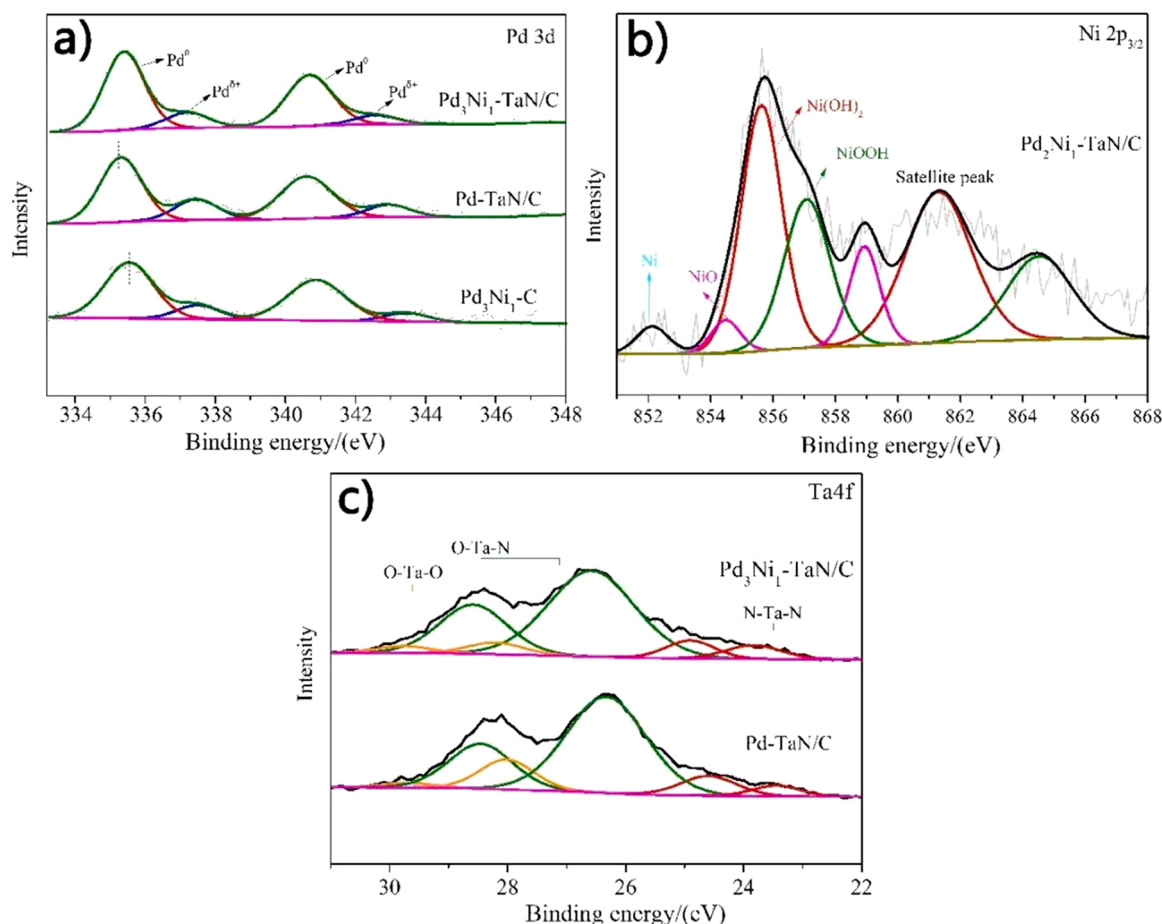 a)
Pd 3d
Pd⁰
Pd^δ+
Pd⁰
Pd^δ+
Pd₃Ni₁-TaN/C
Pd-TaN/C
Pd₃Ni₁-C
Intensity
334 336 338 340 342 344 346 348
Binding energy/(eV)
b)
Ni 2p₃/₂
Ni(OH)₂
NiOOH
Pd₂Ni₁-TaN/C
Satellite peak
Ni
NiO
Intensity
852 854 856 858 860 862 864 866 868
Binding energy/(eV)
c)
Ta4f
O-Ta-N
O-Ta-O
Pd₃Ni₁-TaN/C
N-Ta-N
Pd-TaN/C
Intensity
30 28 26 24 22
Binding energy/(eV)